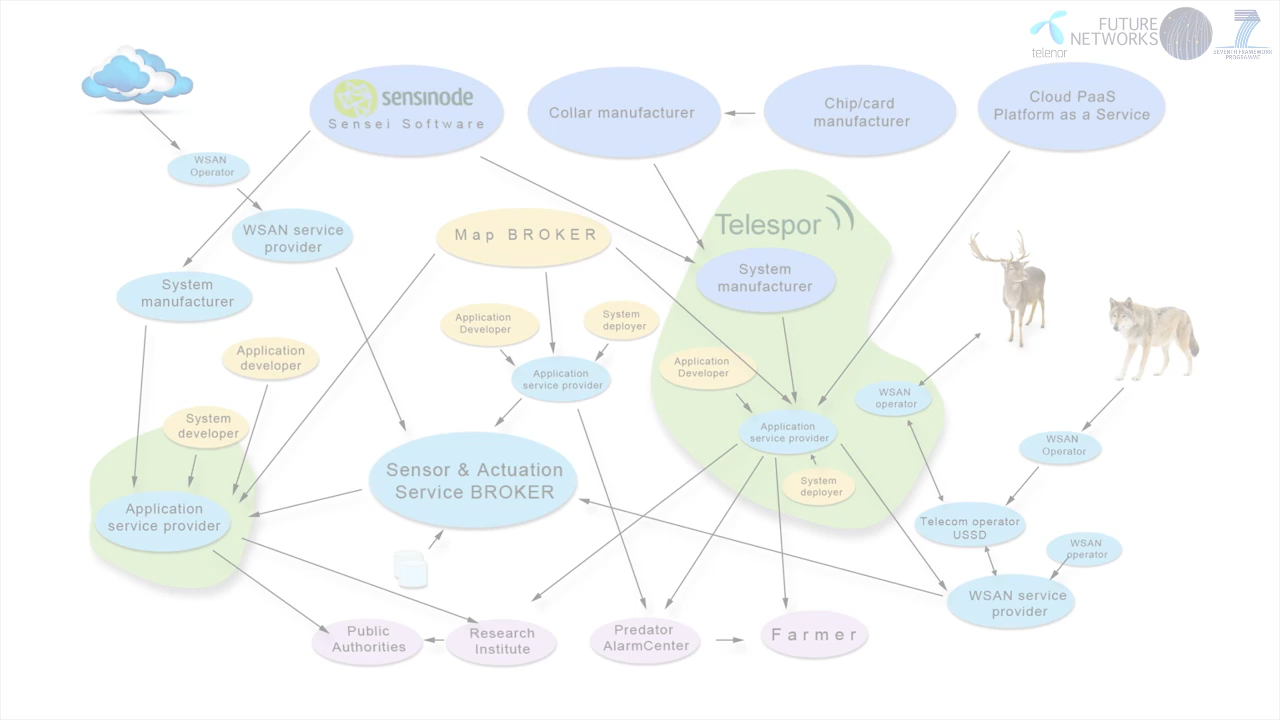 FUTURE
NETWORKS
telenor
SEVENTH FRAMEWORK
PROGRAMME
sensinode
Sensei Software
Collar manufacturer
Chip/card
manufacturer
Cloud PaaS
Platform as a Service
WSAN
Operator
WSAN service
provider
Map BROKER
Telespor
System
manufacturer
System
manufacturer
Application
Developer
System
deployer
Application
developer
Application
service provider
Application
Developer
WSAN
operator
System
developer
Application
service provider
WSAN
Operator
Sensor & Actuation
Service BROKER
System
deployer
Application
service provider
Telecom operator
USSD
WSAN
operator
WSAN service
provider
Public
Authorities
Research
Institute
Predator
AlarmCenter
Farmer